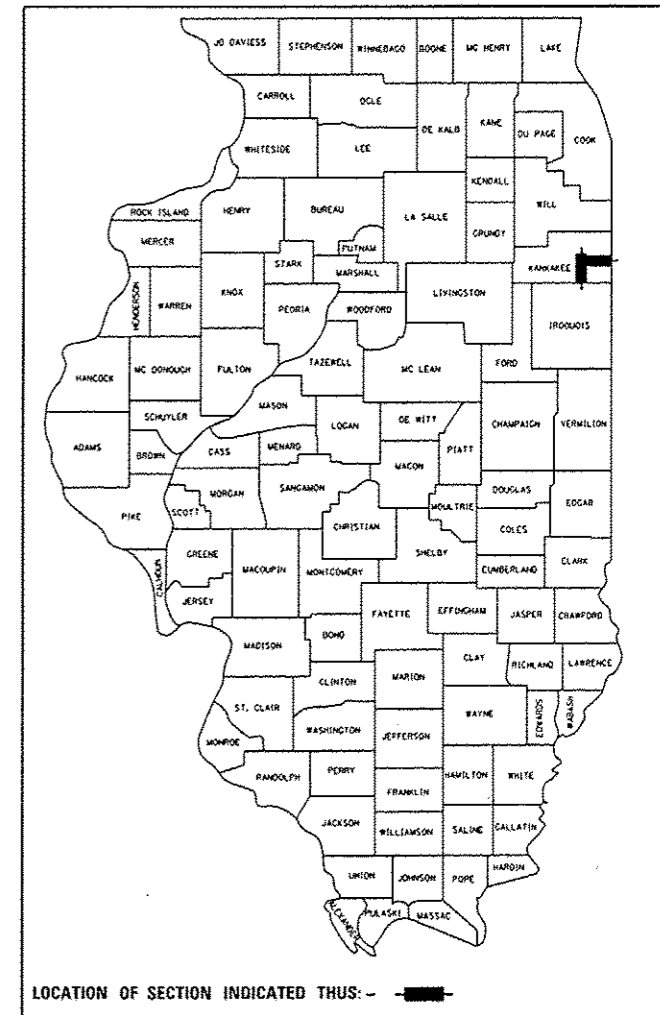 JO DAVIESS STEPHENSON WINNEBAGO BOONE MC HENRY LAKE
CARROLL OGLE DE KALB KANE DU PAGE COOK
WHITESIDE LEE KENDALL WILL
ROCK ISLAND HENRY BUREAU LA SALLE GRUNDY
MERCER PUTNAM KANKAKEE
STARK MARSHALL
HENDERSON WARREN KNOX PEORIA WOODFORD LIVINGSTON IROQUOIS
HANCOCK MC DONOUGH FULTON TAZEWELL MC LEAN FORD
SCHUYLER MASON LOGAN DE WITT CHAMPAIGN VERMILION
ADAMS BROWN CASS MENARD MACON PIATT
PIKE SCOTT MORGAN SANGAMON CHRISTIAN MOULTRIE DOUGLAS EDGAR
COLES
CALHOUN GREENE MACOUPIN MONTGOMERY SHELBY CUMBERLAND CLARK
JERSEY FAYETTE EFFINGHAM JASPER CRAWFORD
MADISON BOND CLAY RICHLAND LAWRENCE
CLINTON MARION
ST. CLAIR WAYNE EDWARDS WABASH
MONROE WASHINGTON JEFFERSON
RANDOLPH PERRY HAMILTON WHITE
FRANKLIN
JACKSON WILLIAMSON SALINE GALLATIN
UNION JOHNSON POPE HARDIN
ALEXANDER PULASKI MASSAC
LOCATION OF SECTION INDICATED THUS: -